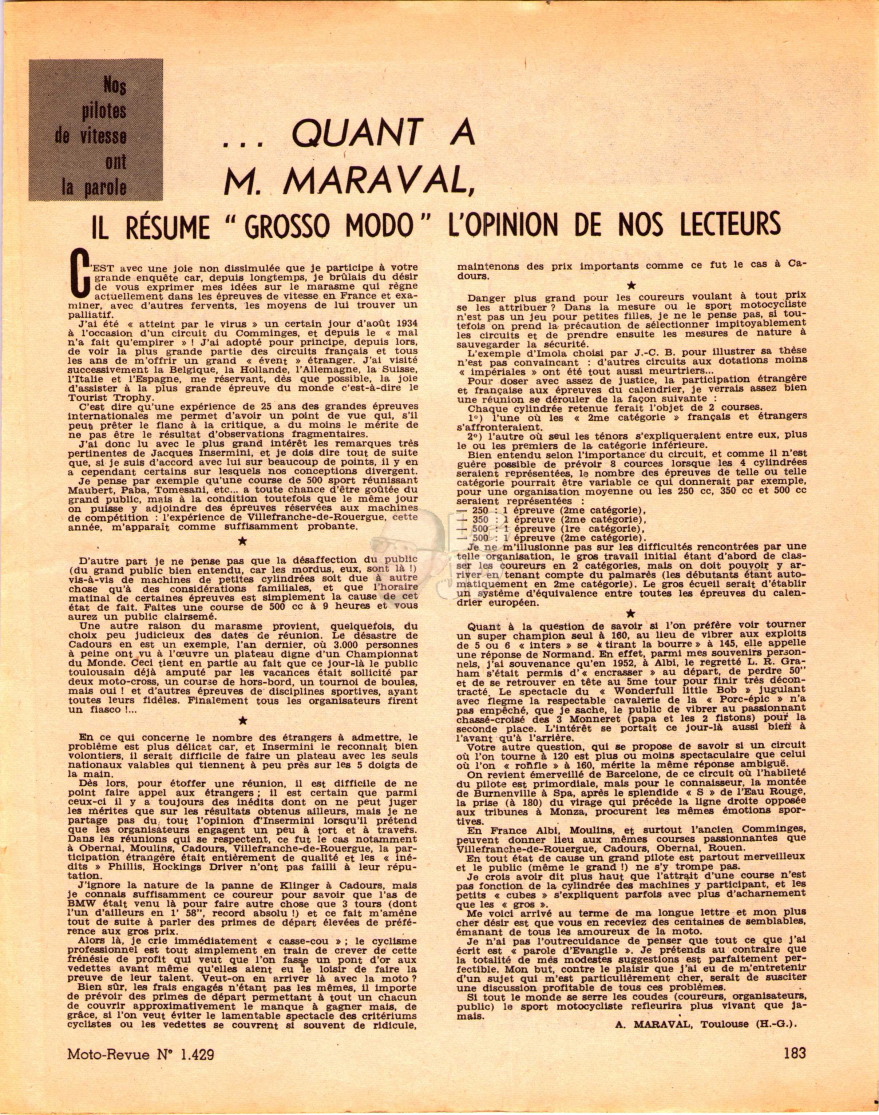 Nos
pilotes
de vitesse
ont
la parole
... QUANT A
M. MARAVAL,
IL RÉSUME “ GROSSO MODO ” L'OPINION DE NOS LECTEURS
C'EST avec une joie non dissimulée que je participe à votre
grande enquête car, depuis longtemps, je brûlais du désir
de vous exprimer mes idées sur le marasme qui règne
actuellement dans les épreuves de vitesse en France et exa-
miner, avec d'autres fervents, les moyens de lui trouver un
palliatif.
J'ai été « atteint par le virus » un certain jour d'août 1934
à l'occasion d'un circuit du Comminges, et depuis le « mal
n'a fait qu'empirer » ! J'ai adopté pour principe, depuis lors,
de voir la plus grande partie des circuits français et tous
les ans de m'offrir un grand « évent » étranger. J'ai visité
successivement la Belgique, la Hollande, l'Allemagne, la Suisse,
l'Italie et l'Espagne, me réservant, dès que possible, la joie
d'assister à la plus grande épreuve du monde c'est-à-dire le
Tourist Trophy.
C'est dire qu'une expérience de 25 ans des grandes épreuves
internationales me permet d'avoir un point de vue qui, s'il
peut prêter le flanc à la critique, a du moins le mérite de
ne pas être le résultat d'observations fragmentaires.
J'ai donc lu avec le plus grand intérêt les remarques très
pertinentes de Jacques Insermini, et je dois dire tout de suite
que, si je suis d'accord avec lui sur beaucoup de points, il y en
a cependant certains sur lesquels nos conceptions divergent.
Je pense par exemple qu'une course de 500 sport réunissant
Maubert, Faba, Tomesani, etc... a toute chance d'être goûtée du
grand public, mais à la condition toutefois que le même jour
on puisse y adjoindre des épreuves réservées aux machines
de compétition : l'expérience de Villefranche-de-Rouergue, cette
année, m'apparaît comme suffisamment probante.
★
D'autre part je ne pense pas que la désaffection du public
(du grand public bien entendu, car les mordus, eux, sont là !)
vis-à-vis de machines de petites cylindrées soit due à autre
chose qu'à des considérations familiales, et que l'horaire
matinal de certaines épreuves est simplement la cause de cet
état de fait. Faites une course de 500 cc à 9 heures et vous
aurez un public clairsemé.
Une autre raison du marasme provient, quelquefois, du
choix peu judicieux des dates de réunion. Le désastre de
Cadours en est un exemple, l'an dernier, où 3.000 personnes
à peine ont vu à l'œuvre un plateau digne d'un Championnat
du Monde. Ceci tient en partie au fait que ce jour-là le public
toulousain déjà amputé par les vacances était sollicité par
deux moto-cross, un course de hors-bord, un tournoi de boules,
mais oui ! et d'autres épreuves de disciplines sportives, ayant
toutes leurs fidèles. Finalement tous les organisateurs firent
un fiasco !...
★
En ce qui concerne le nombre des étrangers à admettre, le
problème est plus délicat car, et Insermini le reconnait bien
volontiers, il serait difficile de faire un plateau avec les seuls
nationaux valables qui tiennent à peu près sur les 5 doigts de
la main.
Dès lors, pour étoffer une réunion, il est difficile de ne
point faire appel aux étrangers ; il est certain que parmi
ceux-ci il y a toujours des inédits dont on ne peut juger
les mérites que sur les résultats obtenus ailleurs, mais je ne
partage pas du tout l'opinion d'Insermini lorsqu'il prétend
que les organisateurs engagent un peu à tort et à travers.
Dans les réunions qui se respectent, ce fut le cas notamment
à Obernai, Moulins, Cadours, Villefranche-de-Rouergue, la par-
ticipation étrangère était entièrement de qualité et les « iné-
dits » Phillis, Hockings Driver n'ont pas failli à leur répu-
tation.
J'ignore la nature de la panne de Klinger à Cadours, mais
je connais suffisamment ce coureur pour savoir que l'as de
BMW était venu là pour faire autre chose que 3 tours (dont
l'un d'ailleurs en 1' 58", record absolu !) et ce fait m'amène
tout de suite à parler des primes de départ élevées de préfé-
rence aux gros prix.
Alors là, je crie immédiatement « casse-cou » ; le cyclisme
professionnel est tout simplement en train de crever de cette
frénésie de profit qui veut que l'on fasse un pont d'or aux
vedettes avant même qu'elles aient eu le loisir de faire la
preuve de leur talent. Veut-on en arriver là avec la moto ?
Bien sûr, les frais engagés n'étant pas les mêmes, il importe
de prévoir des primes de départ permettant à tout un chacun
de couvrir approximativement le manque à gagner mais, de
grâce, si l'on veut éviter le lamentable spectacle des critériums
cyclistes ou les vedettes se couvrent si souvent de ridicule,
maintenons des prix importants comme ce fut le cas à Ca-
dours.
★
Danger plus grand pour les coureurs voulant à tout prix
se les attribuer ? Dans la mesure ou le sport motocycliste
n'est pas un jeu pour petites filles, je ne le pense pas, si tou-
tefois on prend la précaution de sélectionner impitoyablement
les circuits et de prendre ensuite les mesures de nature à
sauvegarder la sécurité.
L'exemple d'Imola choisi par J.-C. B. pour illustrer sa thèse
n'est pas convaincant : d'autres circuits aux dotations moins
« impériales » ont été tout aussi meurtriers...
Pour doser avec assez de justice, la participation étrangère
et française aux épreuves du calendrier, je verrais assez bien
une réunion se dérouler de la façon suivante :
Chaque cylindrée retenue ferait l'objet de 2 courses.
1°) l'une où les « 2me catégorie » français et étrangers
s'affronteraient.
2°) l'autre où seul les ténors s'expliqueraient entre eux, plus
le ou les premiers de la catégorie inférieure.
Bien entendu selon l'importance du circuit, et comme il n'est
guère possible de prévoir 8 cources lorsque les 4 cylindrées
seraient représentées, le nombre des épreuves de telle ou telle
catégorie pourrait être variable ce qui donnerait par exemple,
pour une organisation moyenne ou les 250 cc, 350 cc et 500 cc
seraient représentées :
250 : 1 épreuve (2me catégorie),
350 : 1 épreuve (2me catégorie),
500 : 1 épreuve (1re catégorie),
500 : 1 épreuve (2me catégorie).
Je ne m'illusionne pas sur les difficultés rencontrées par une
telle organisation, le gros travail initial étant d'abord de clas-
ser les coureurs en 2 catégories, mais on doit pouvoir y ar-
river en tenant compte du palmarès (les débutants étant auto-
matiquement en 2me catégorie). Le gros écueil serait d'établir
un système d'équivalence entre toutes les épreuves du calen-
drier européen.
★
Quant à la question de savoir si l'on préfère voir tourner
un super champion seul à 160, au lieu de vibrer aux exploits
de 5 ou 6 « inters » se « tirant la bourre » à 145, elle appelle
une réponse de Normand. En effet, parmi mes souvenirs person-
nels, j'ai souvenance qu'en 1952, à Albi, le regretté L. R. Gra-
ham s'était permis d'« encrasser » au départ, de perdre 50"
et de se retrouver en tête au 5me tour pour finir très décon-
tracté. Le spectacle du « Wonderfull little Bob » jugulant
avec flegme la respectable cavalerie de la « Porc-épic » n'a
pas empêché, que je sache, le public de vibrer au passionnant
chassé-croisé des 3 Monneret (papa et les 2 fistons) pour la
seconde place. L'intérêt se portait ce jour-là aussi bien à
l'avant qu'à l'arrière.
Votre autre question, qui se propose de savoir si un circuit
où l'on tourne à 120 est plus ou moins spectaculaire que celui
où l'on « ronfle » à 160, mérite la même réponse ambiguë.
On revient émerveillé de Barcelone, de ce circuit où l'habileté
du pilote est primordiale, mais pour le connaisseur, la montée
de Burnenville à Spa, après le splendide « S » de l'Eau Rouge,
la prise (à 180) du virage qui précède la ligne droite opposée
aux tribunes à Monza, procurent les mêmes émotions spor-
tives.
En France Albi, Moulins, et surtout l'ancien Comminges,
peuvent donner lieu aux mêmes courses passionnantes que
Villefranche-de-Rouergue, Cadours, Obernai, Rouen.
En tout état de cause un grand pilote est partout merveilleux
et le public (même le grand !) ne s'y trompe pas.
Je crois avoir dit plus haut que l'attrait d'une course n'est
pas fonction de la cylindrée des machines y participant, et les
petits « cubes » s'expliquent parfois avec plus d'acharnement
que les « gros ».
Me voici arrivé au terme de ma longue lettre et mon plus
cher désir est que vous en receviez des centaines de semblables,
émanant de tous les amoureux de la moto.
Je n'ai pas l'outrecuidance de penser que tout ce que j'ai
écrit est « parole d'Evangile ». Je prétends au contraire que
la totalité de mes modestes suggestions est parfaitement per-
fectible. Mon but, contre le plaisir que j'ai eu de m'entretenir
d'un sujet qui m'est particulièrement cher, serait de susciter
une discussion profitable de tous ces problèmes.
Si tout le monde se serre les coudes (coureurs, organisateurs,
public) le sport motocycliste refleurira plus vivant que ja-
mais.
A. MARAVAL, Toulouse (H.-G.).
Moto-Revue N° 1.429
183